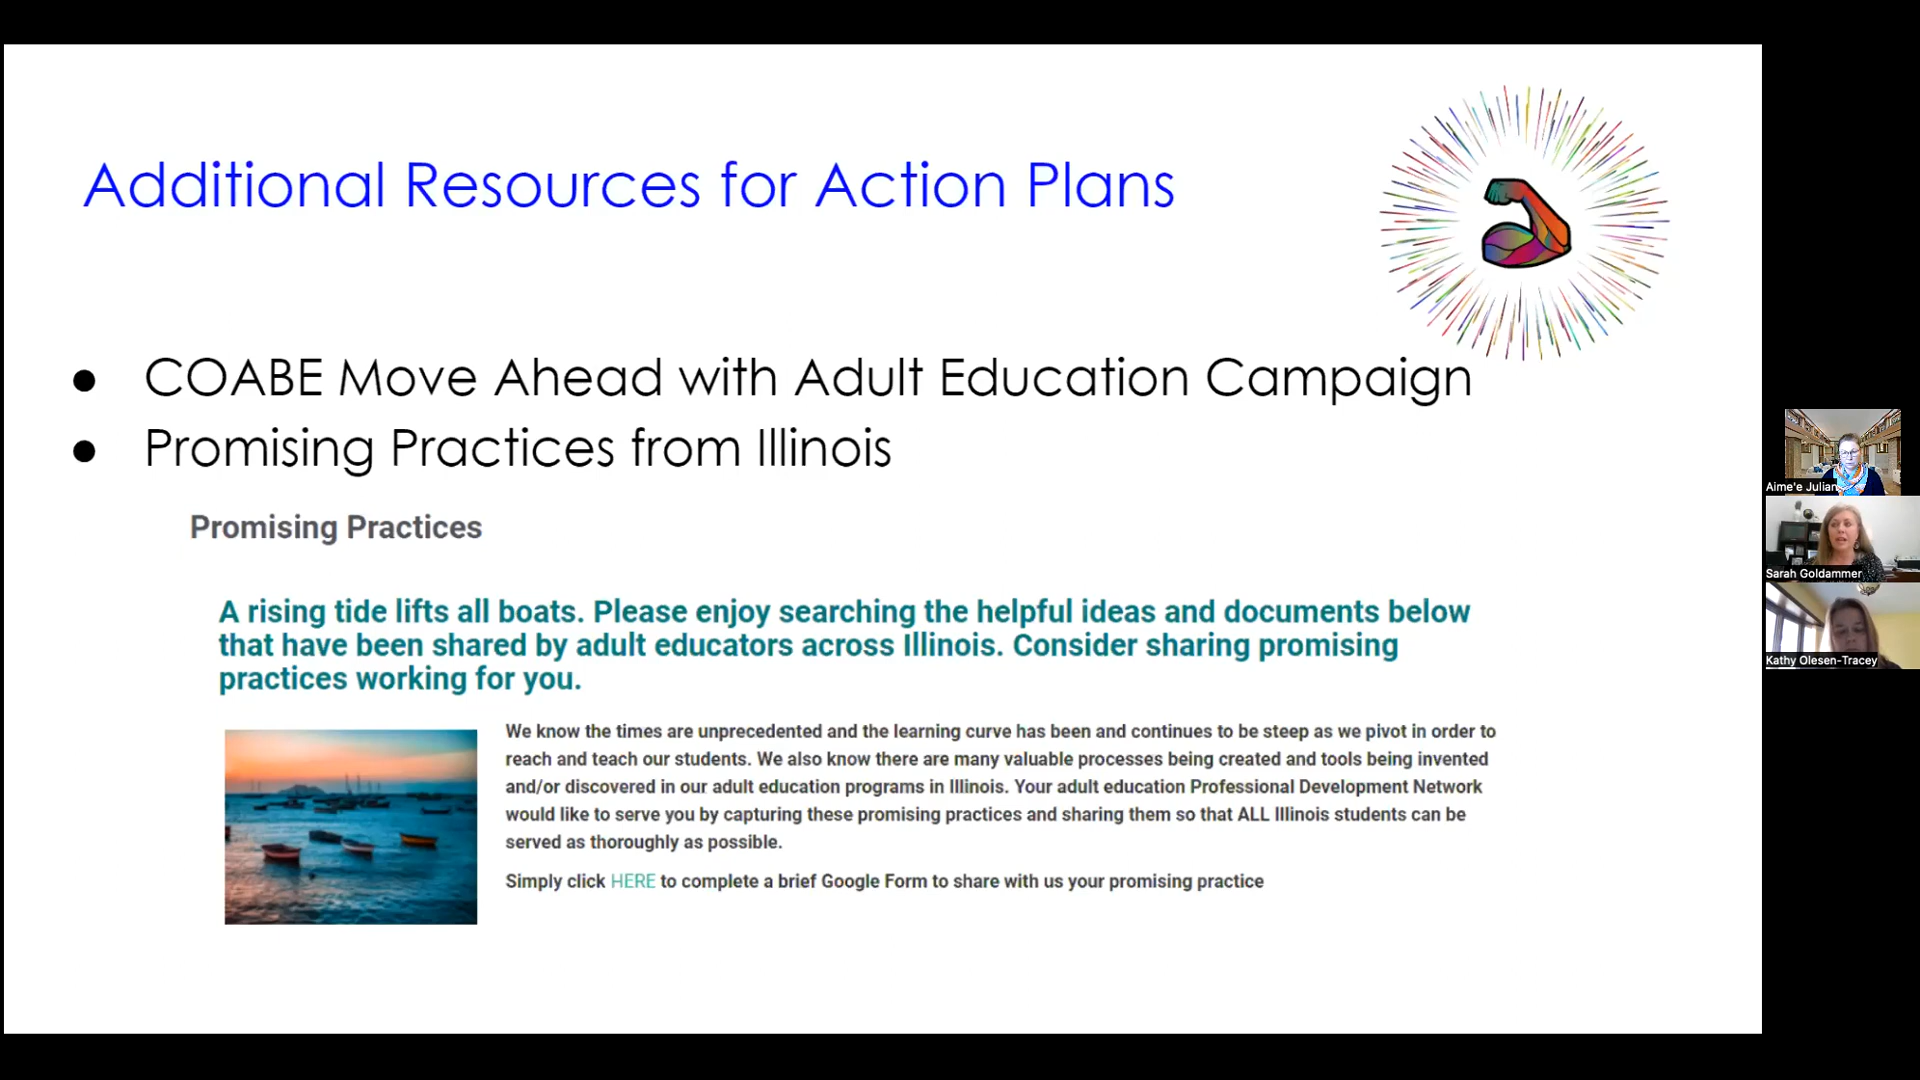 Additional Resources for Action Plans
● COABE Move Ahead with Adult Education Campaign
● Promising Practices from Illinois
Promising Practices
A rising tide lifts all boats. Please enjoy searching the helpful ideas and documents below
that have been shared by adult educators across Illinois. Consider sharing promising
practices working for you.
We know the times are unprecedented and the learning curve has been and continues to be steep as we pivot in order to
reach and teach our students. We also know there are many valuable processes being created and tools being invented
and/or discovered in our adult education programs in Illinois. Your adult education Professional Development Network
would like to serve you by capturing these promising practices and sharing them so that ALL Illinois students can be
served as thoroughly as possible.
Simply click HERE to complete a brief Google Form to share with us your promising practice
Aime'e Julian
Sarah Goldammer
Kathy Olesen-Tracey